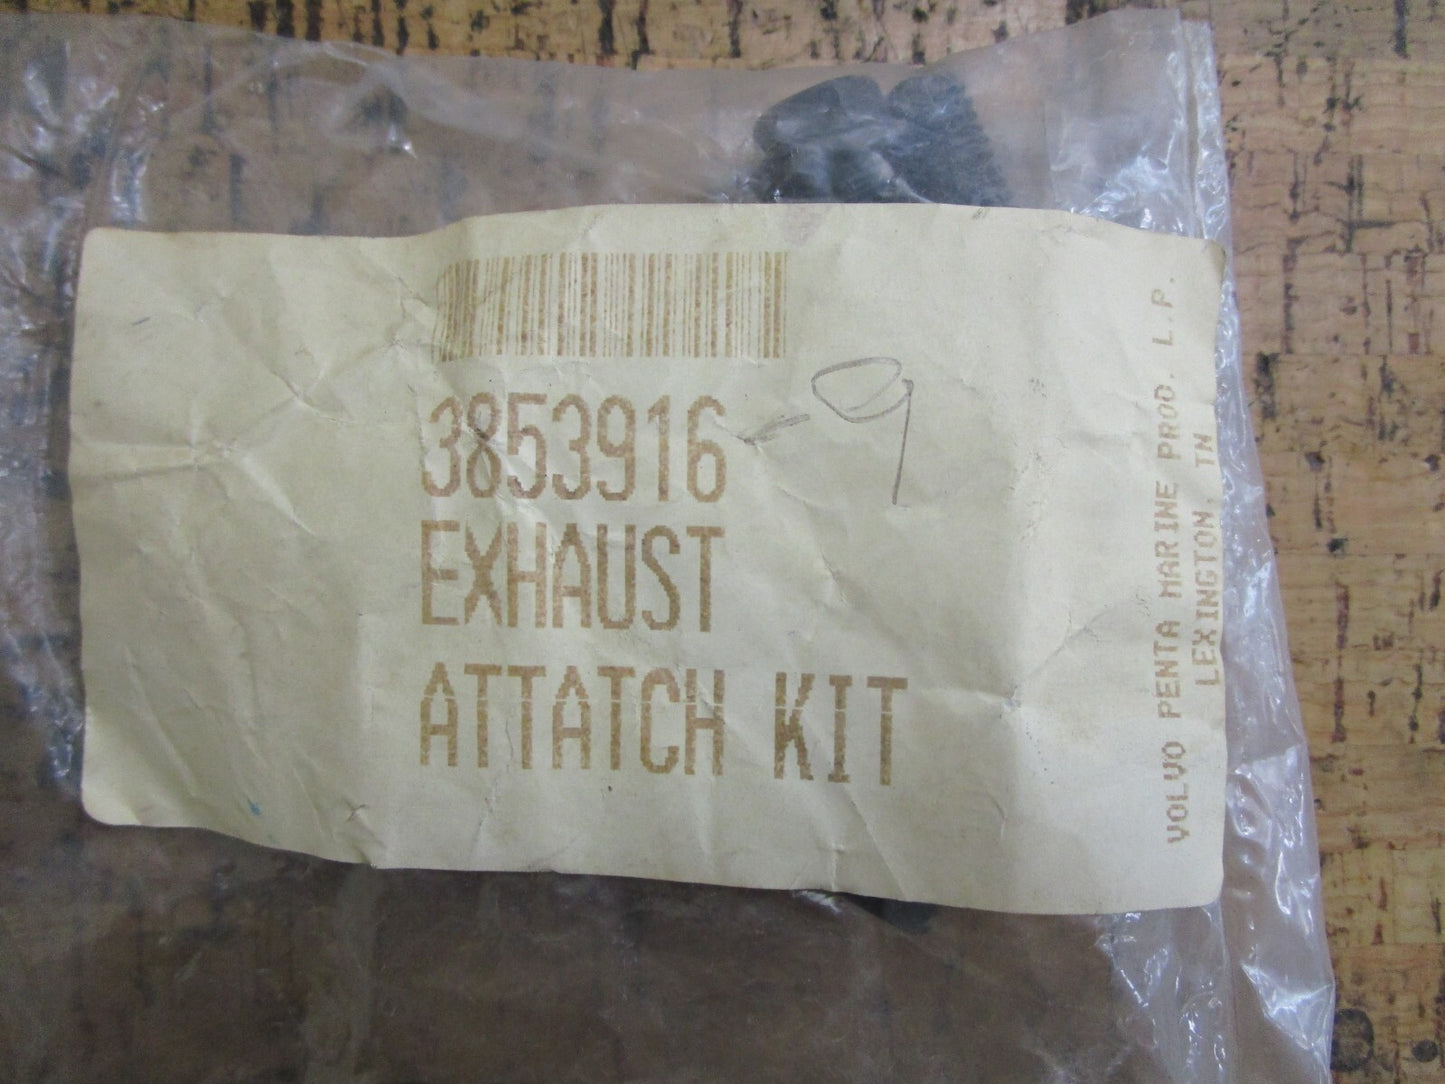 3853916 -9
EXHAUST
ATTATCH KIT
VOLVO PENTA MARINE PROD. L.P.
LEXINGTON, TN